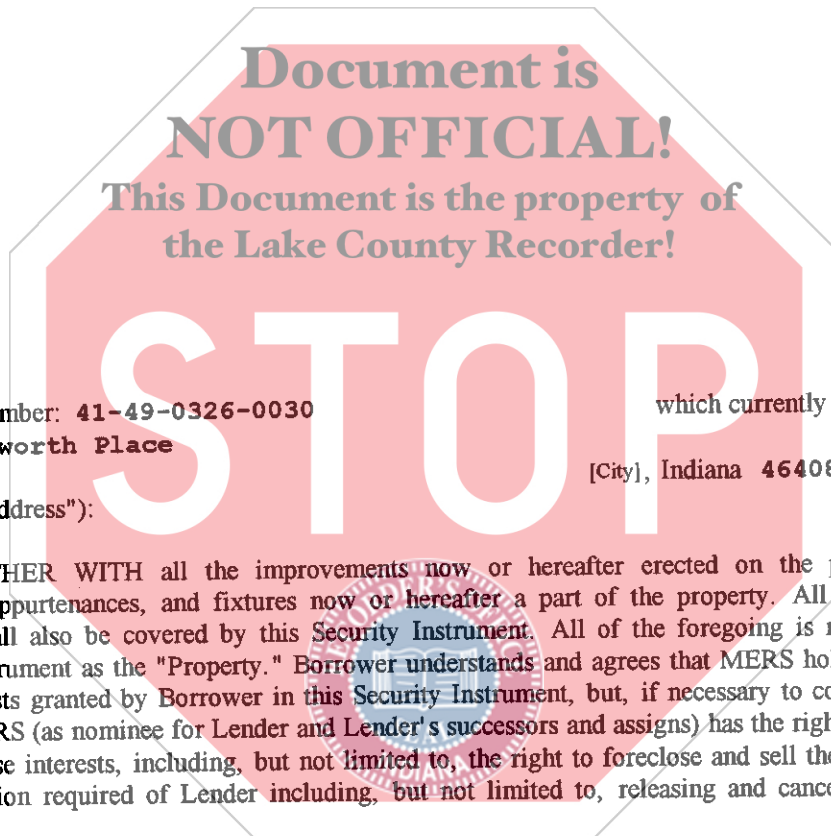 Document is
NOT OFFICIAL!
This Document is the property of
the Lake County Recorder!
STOP
mber: 41-49-0326-0030 which currently
worth Place
[City], Indiana 46408
ddress"):
HER WITH all the improvements now or hereafter erected on the
ppurtenances, and fixtures now or hereafter a part of the property. All
ll also be covered by this Security Instrument. All of the foregoing is
rument as the "Property." Borrower understands and agrees that MERS hol
sts granted by Borrower in this Security Instrument, but, if necessary to co
RS (as nominee for Lender and Lender's successors and assigns) has the righ
se interests, including, but not limited to, the right to foreclose and sell the
ion required of Lender including, but not limited to, releasing and cance